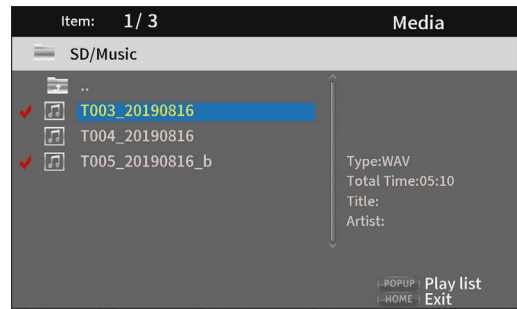 Item: 1/ 3 Media
SD/Music
..
T003_20190816
T004_20190816
T005_20190816_b
Type:WAV
Total Time:05:10
Title:
Artist:
POPUP Play list
HOME Exit